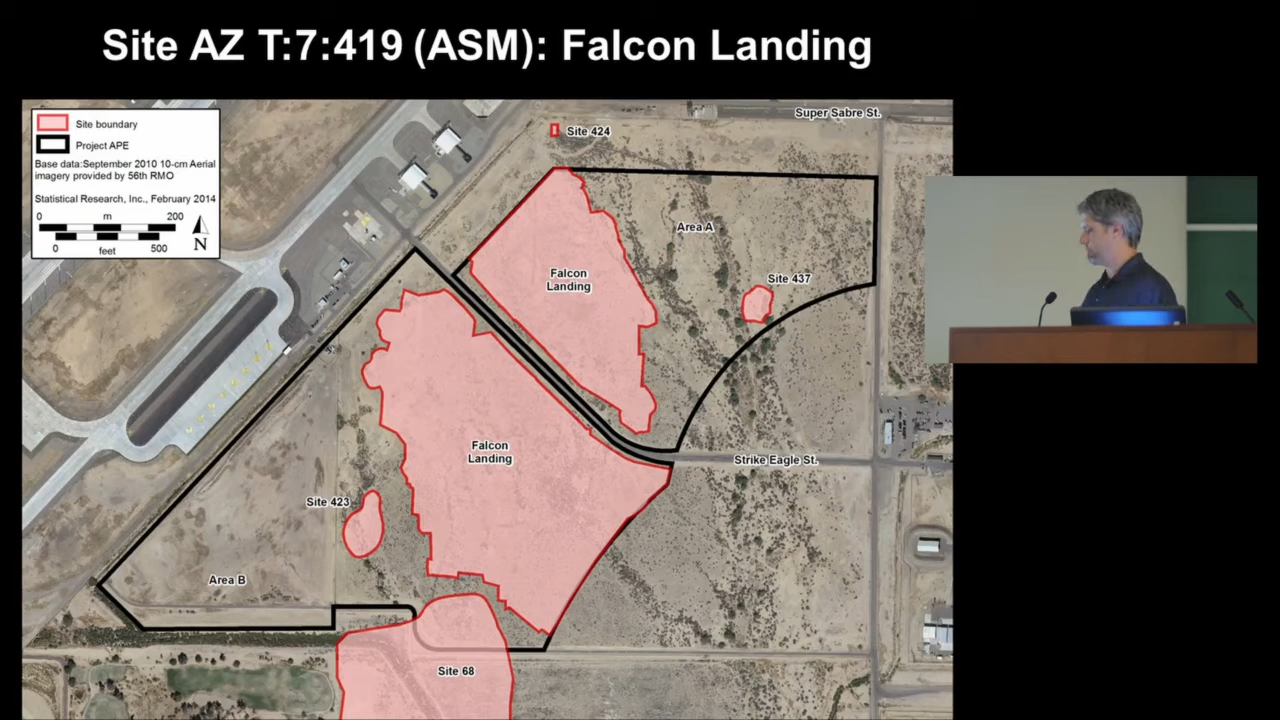 Site AZ T:7:419 (ASM): Falcon Landing
Site boundary
Project APE
Base data:September 2010 10-cm Aerial
imagery provided by 56th RMO
Statistical Research, Inc., February 2014
0 m 200
0 feet 500
N
Super Sabre St.
Site 424
Area A
Falcon
Landing
Site 437
Falcon
Landing
Strike Eagle St.
Site 423
Area B
Site 68